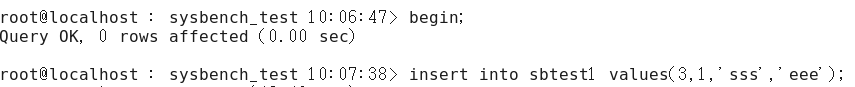 root@localhost : sysbench_test 10:06:47> begin;
Query OK, 0 rows affected (0.00 sec)
root@localhost : sysbench_test 10:07:38> insert into sbtest1 values(3,1,'sss','eee');